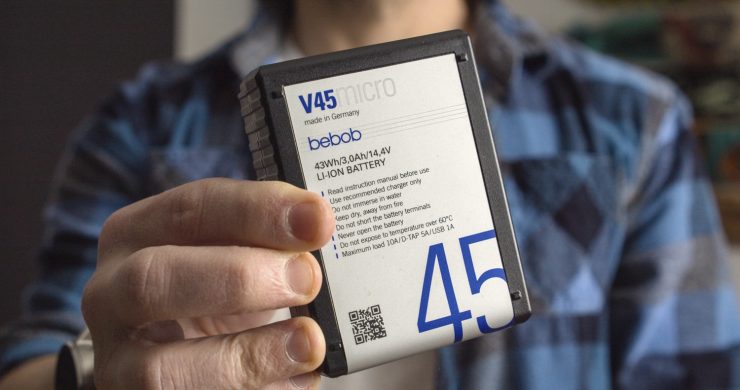 V45micro
made in Germany
bebob
43Wh/3,0Ah/14,4V
LI-ION BATTERY
Read instruction manual before use
Use recommended charger only
Do not immerse in water
Keep dry, away from fire
Do not short the battery terminals
Never open the battery
Do not expose to temperature over 60°C
Maximum load 10A/D-TAP 5A/USB 1A
45